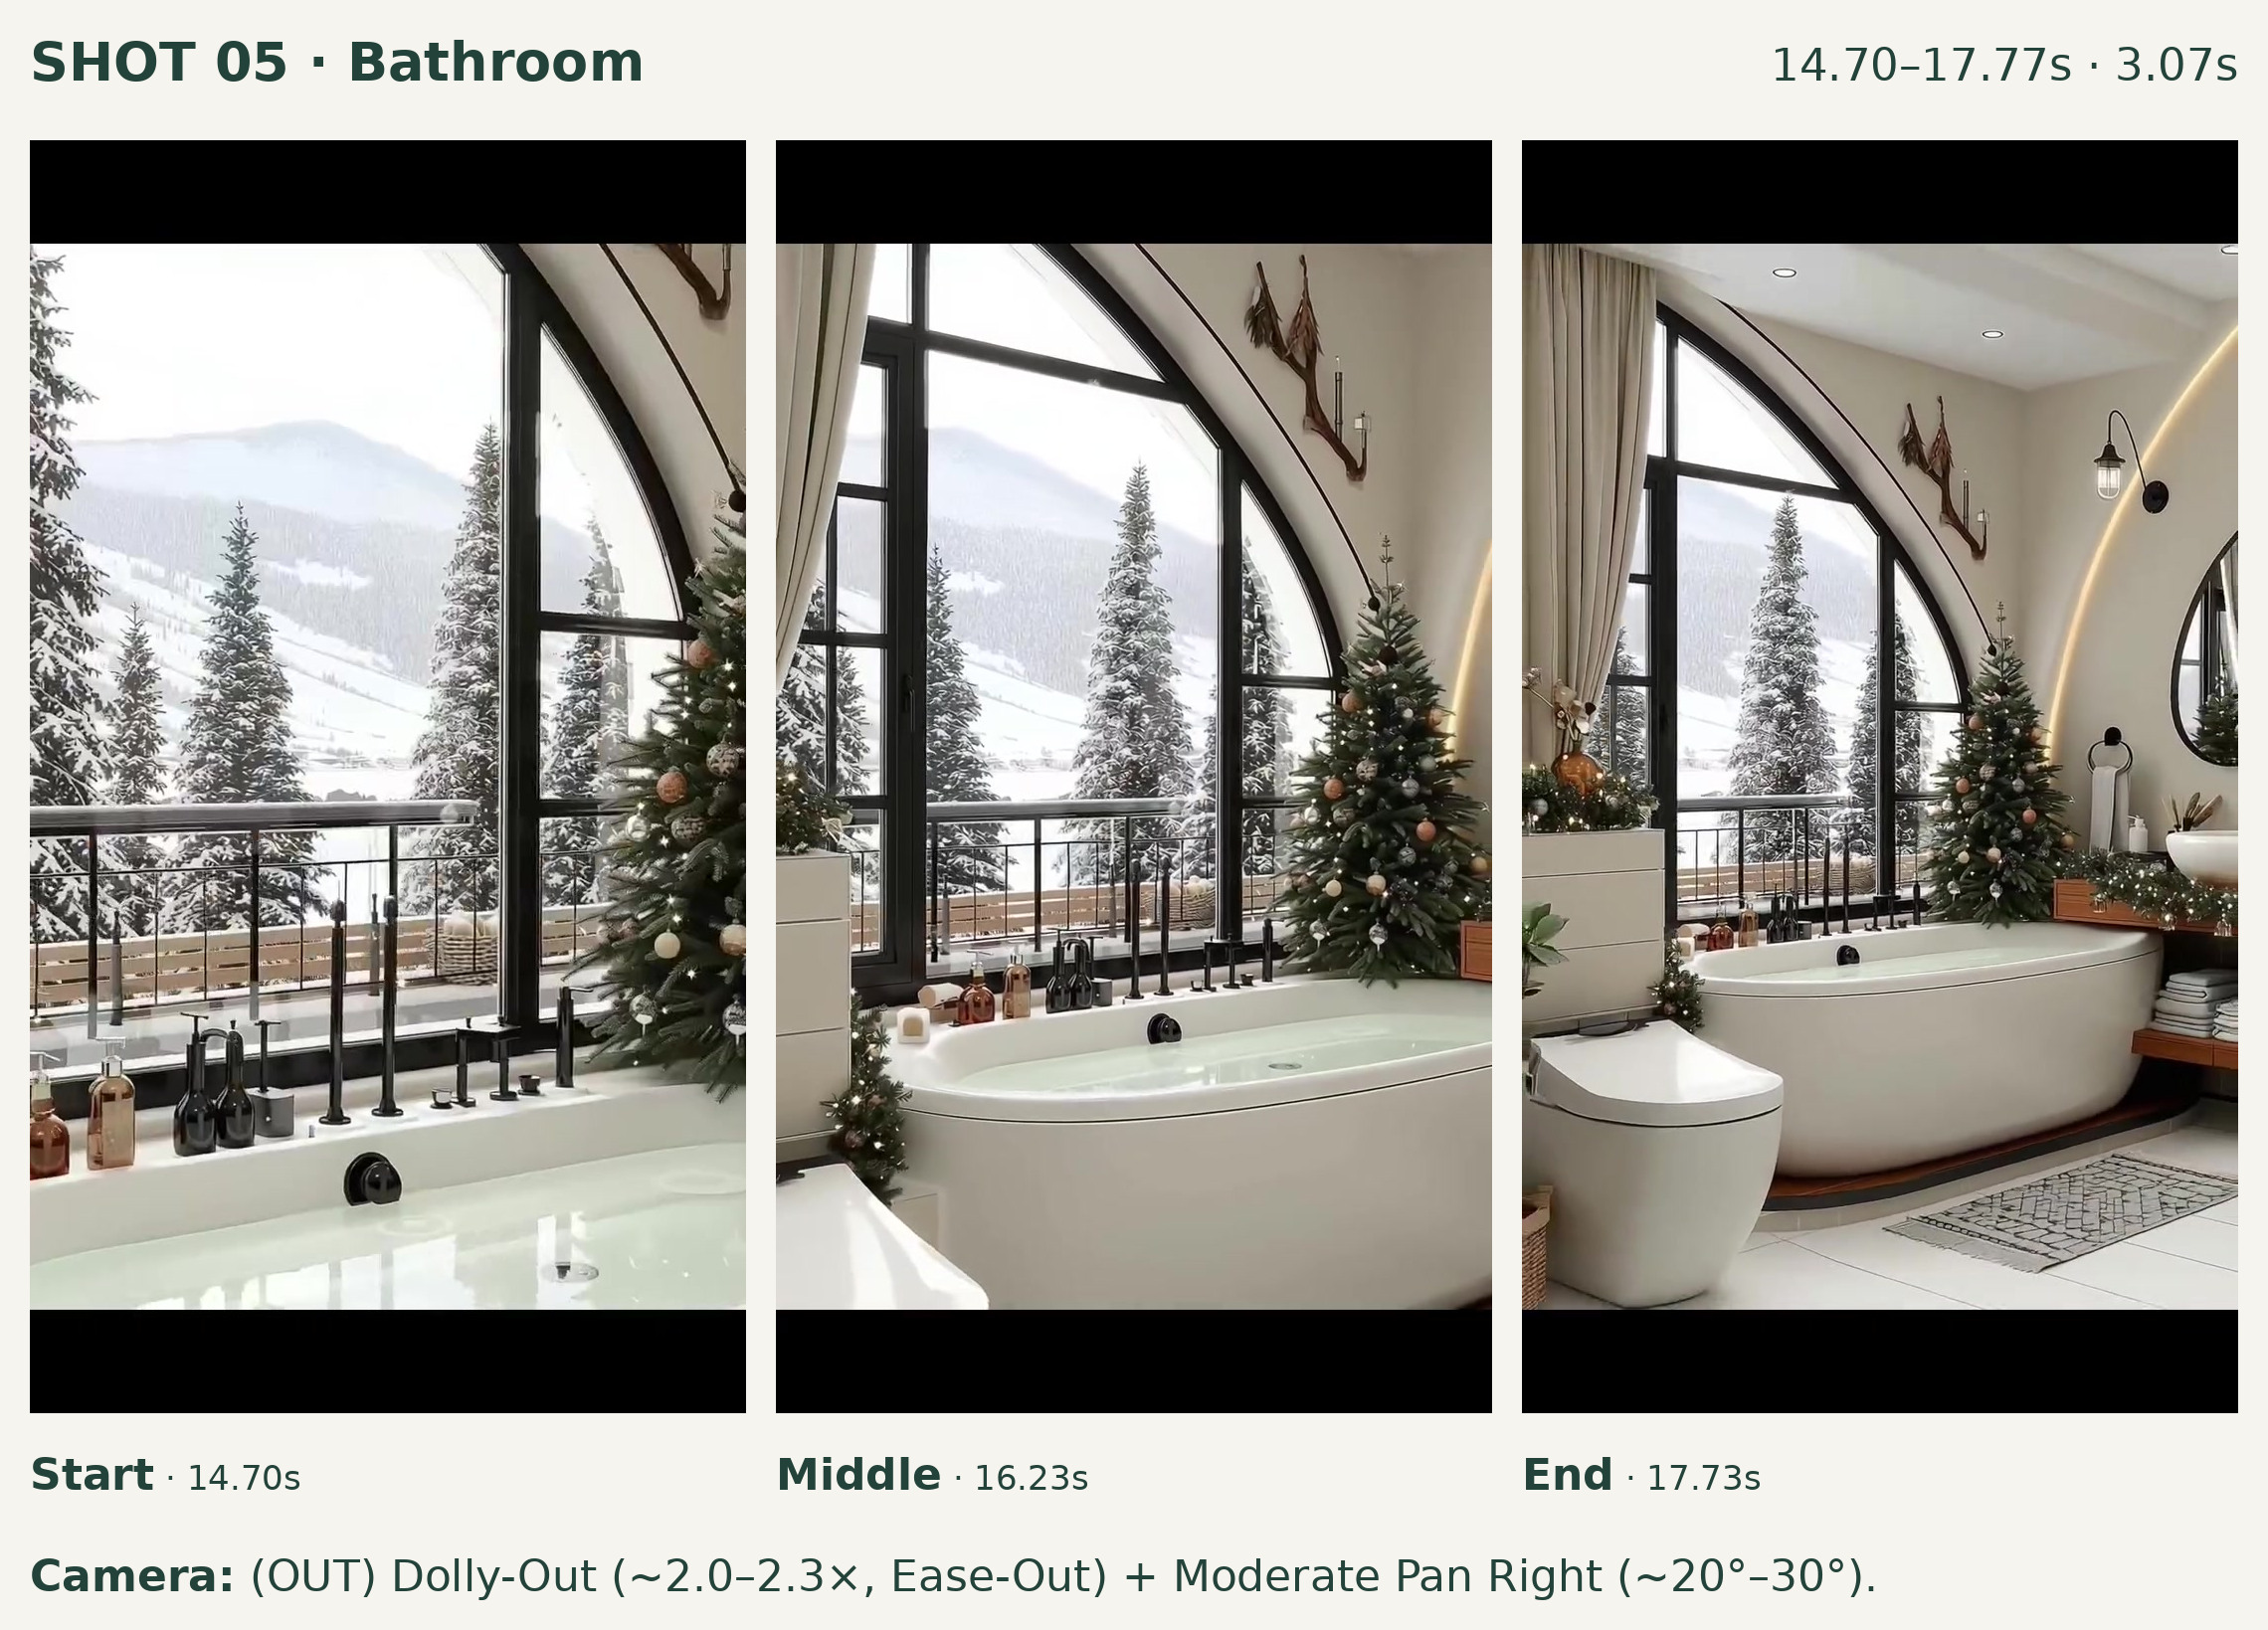 SHOT 05 · Bathroom
14.70–17.77s · 3.07s
Start · 14.70s
Middle · 16.23s
End · 17.73s
Camera: (OUT) Dolly-Out (~2.0–2.3×, Ease-Out) + Moderate Pan Right (~20°–30°).